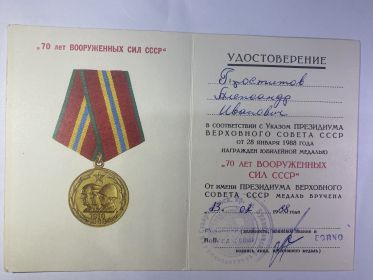 „70 лет ВООРУЖЕННЫХ СИЛ СССР“
УДОСТОВЕРЕНИЕ
Александр
Иванович
В СООТВЕТСТВИИ С УКАЗОМ ПРЕЗИДИУМА
ВЕРХОВНОГО СОВЕТА СССР
ОТ 28 ЯНВАРЯ 1988 ГОДА
НАГРАЖДЕН ЮБИЛЕЙНОЙ МЕДАЛЬЮ
„70 ЛЕТ ВООРУЖЕННЫХ
СИЛ СССР“
ОТ ИМЕНИ ПРЕЗИДИУМА ВЕРХОВНОГО
СОВЕТА СССР МЕДАЛЬ ВРУЧЕНА
года